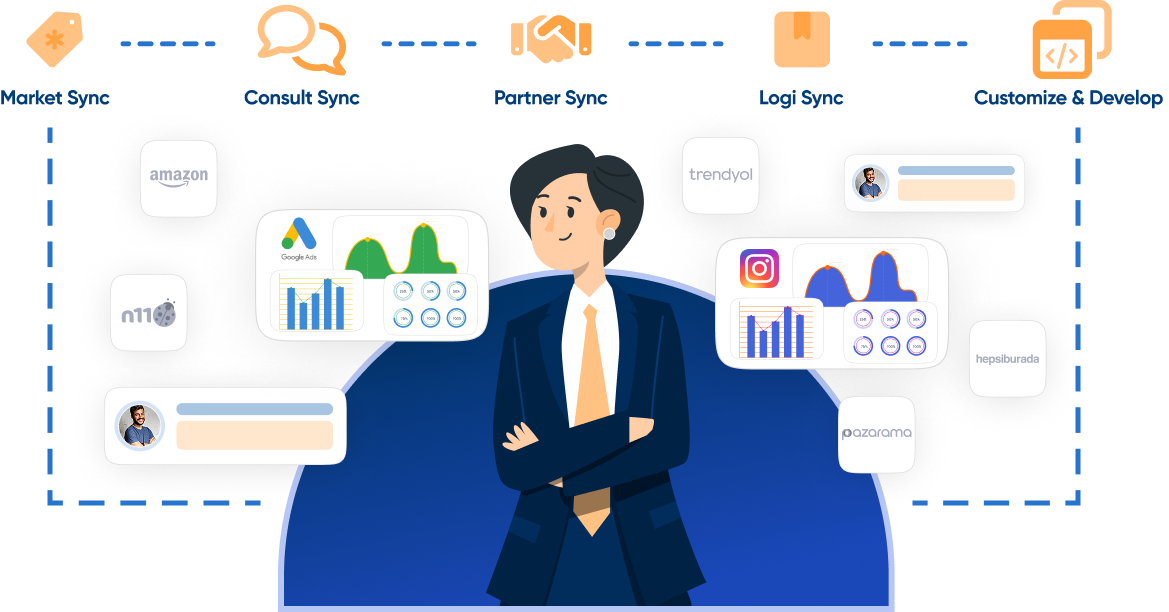 Market Sync
Consult Sync
Partner Sync
Logi Sync
Customize & Develop
amazon
trendyol
Google Ads
n11
hepsiburada
pazarama